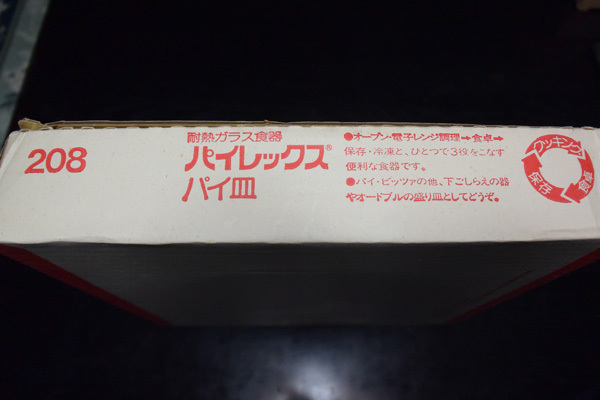 208
耐熱ガラス食器
パイレックス®
パイ皿
●オーブン・電子レンジ調理→食卓→
保存・冷凍と、ひとつで3役をこなす
便利な食器です。
●パイ・ピッツァの他、下ごしらえの器
やオードブルの盛り皿としてどうぞ。
クッキング
食卓
保存